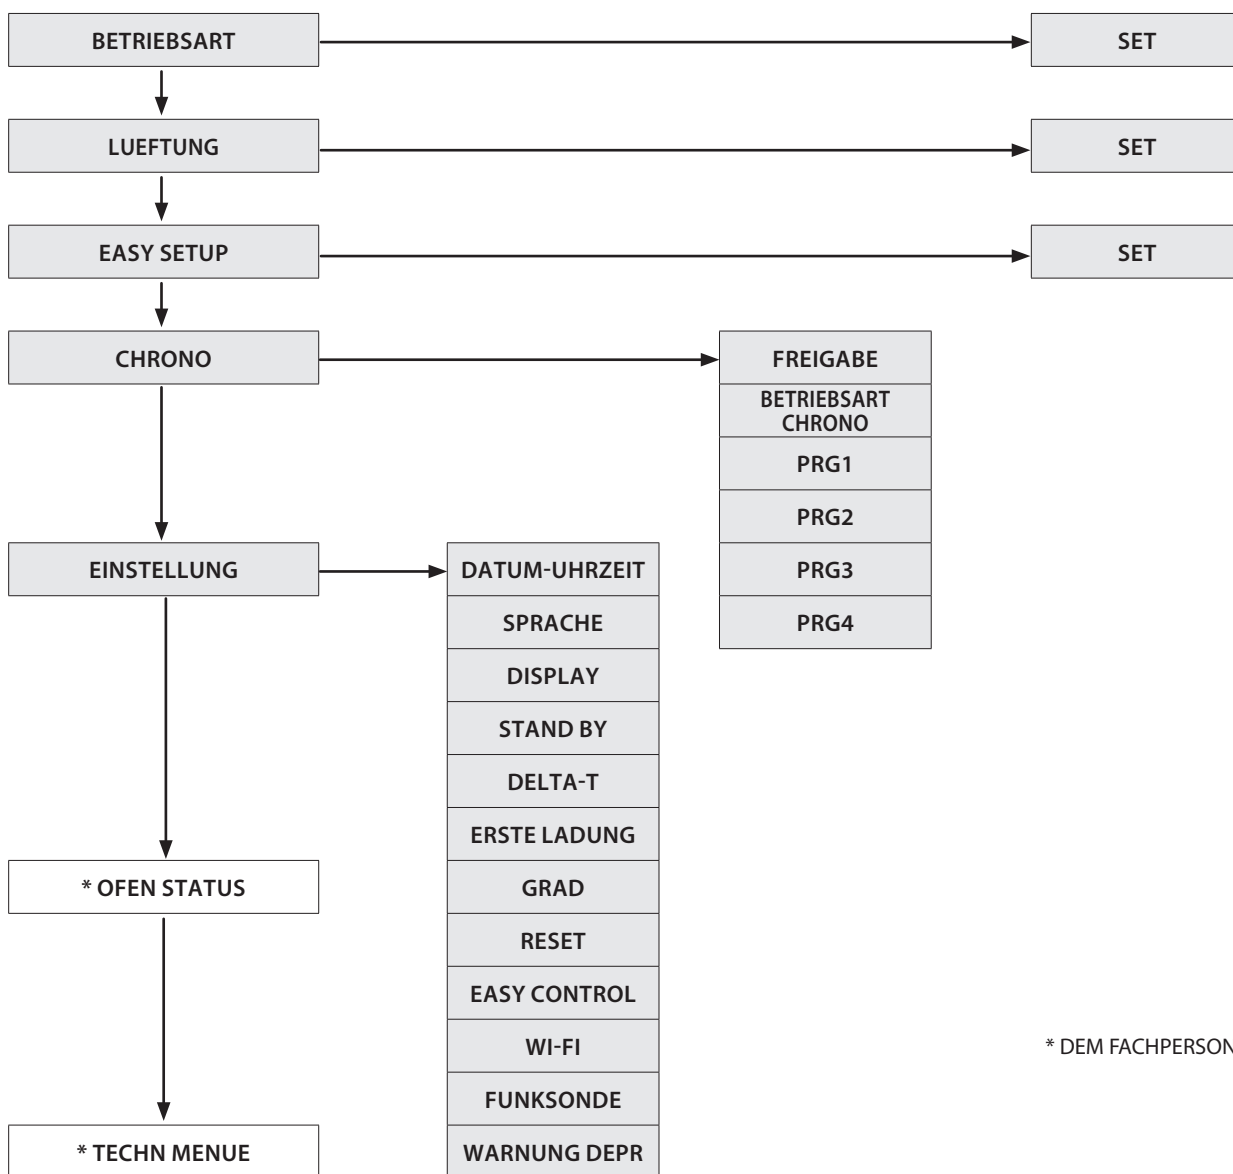 BETRIEBSART
SET
LUEFTUNG
SET
EASY SETUP
SET
CHRONO
FREIGABE
BETRIEBSART
CHRONO
PRG1
PRG2
PRG3
PRG4
EINSTELLUNG
DATUM-UHRZEIT
SPRACHE
DISPLAY
STAND BY
DELTA-T
ERSTE LADUNG
GRAD
RESET
EASY CONTROL
WI-FI
FUNKSONDE
WARNUNG DEPR
* OFEN STATUS
* TECHN MENUE
* DEM FACHPERSON